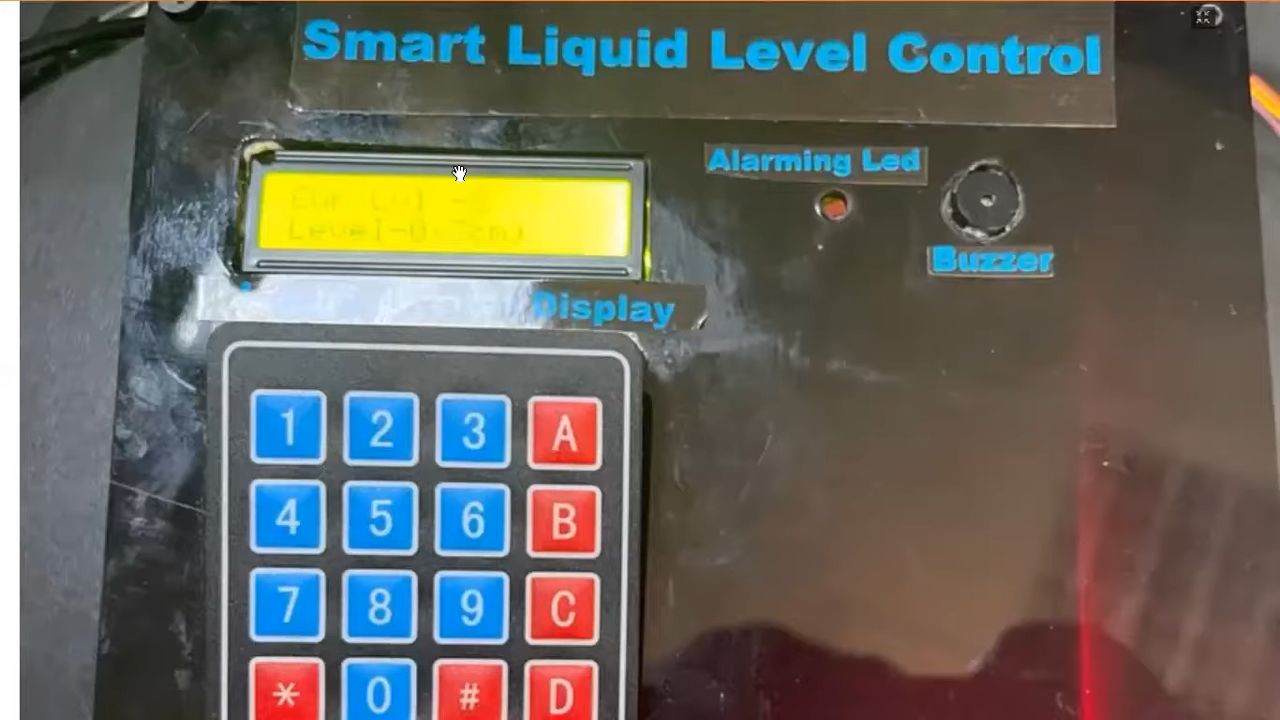 Smart Liquid Level Control
Alarming Led
Buzzer
Display
1 2 3 A
4 5 6 B
7 8 9 C
* 0 # D